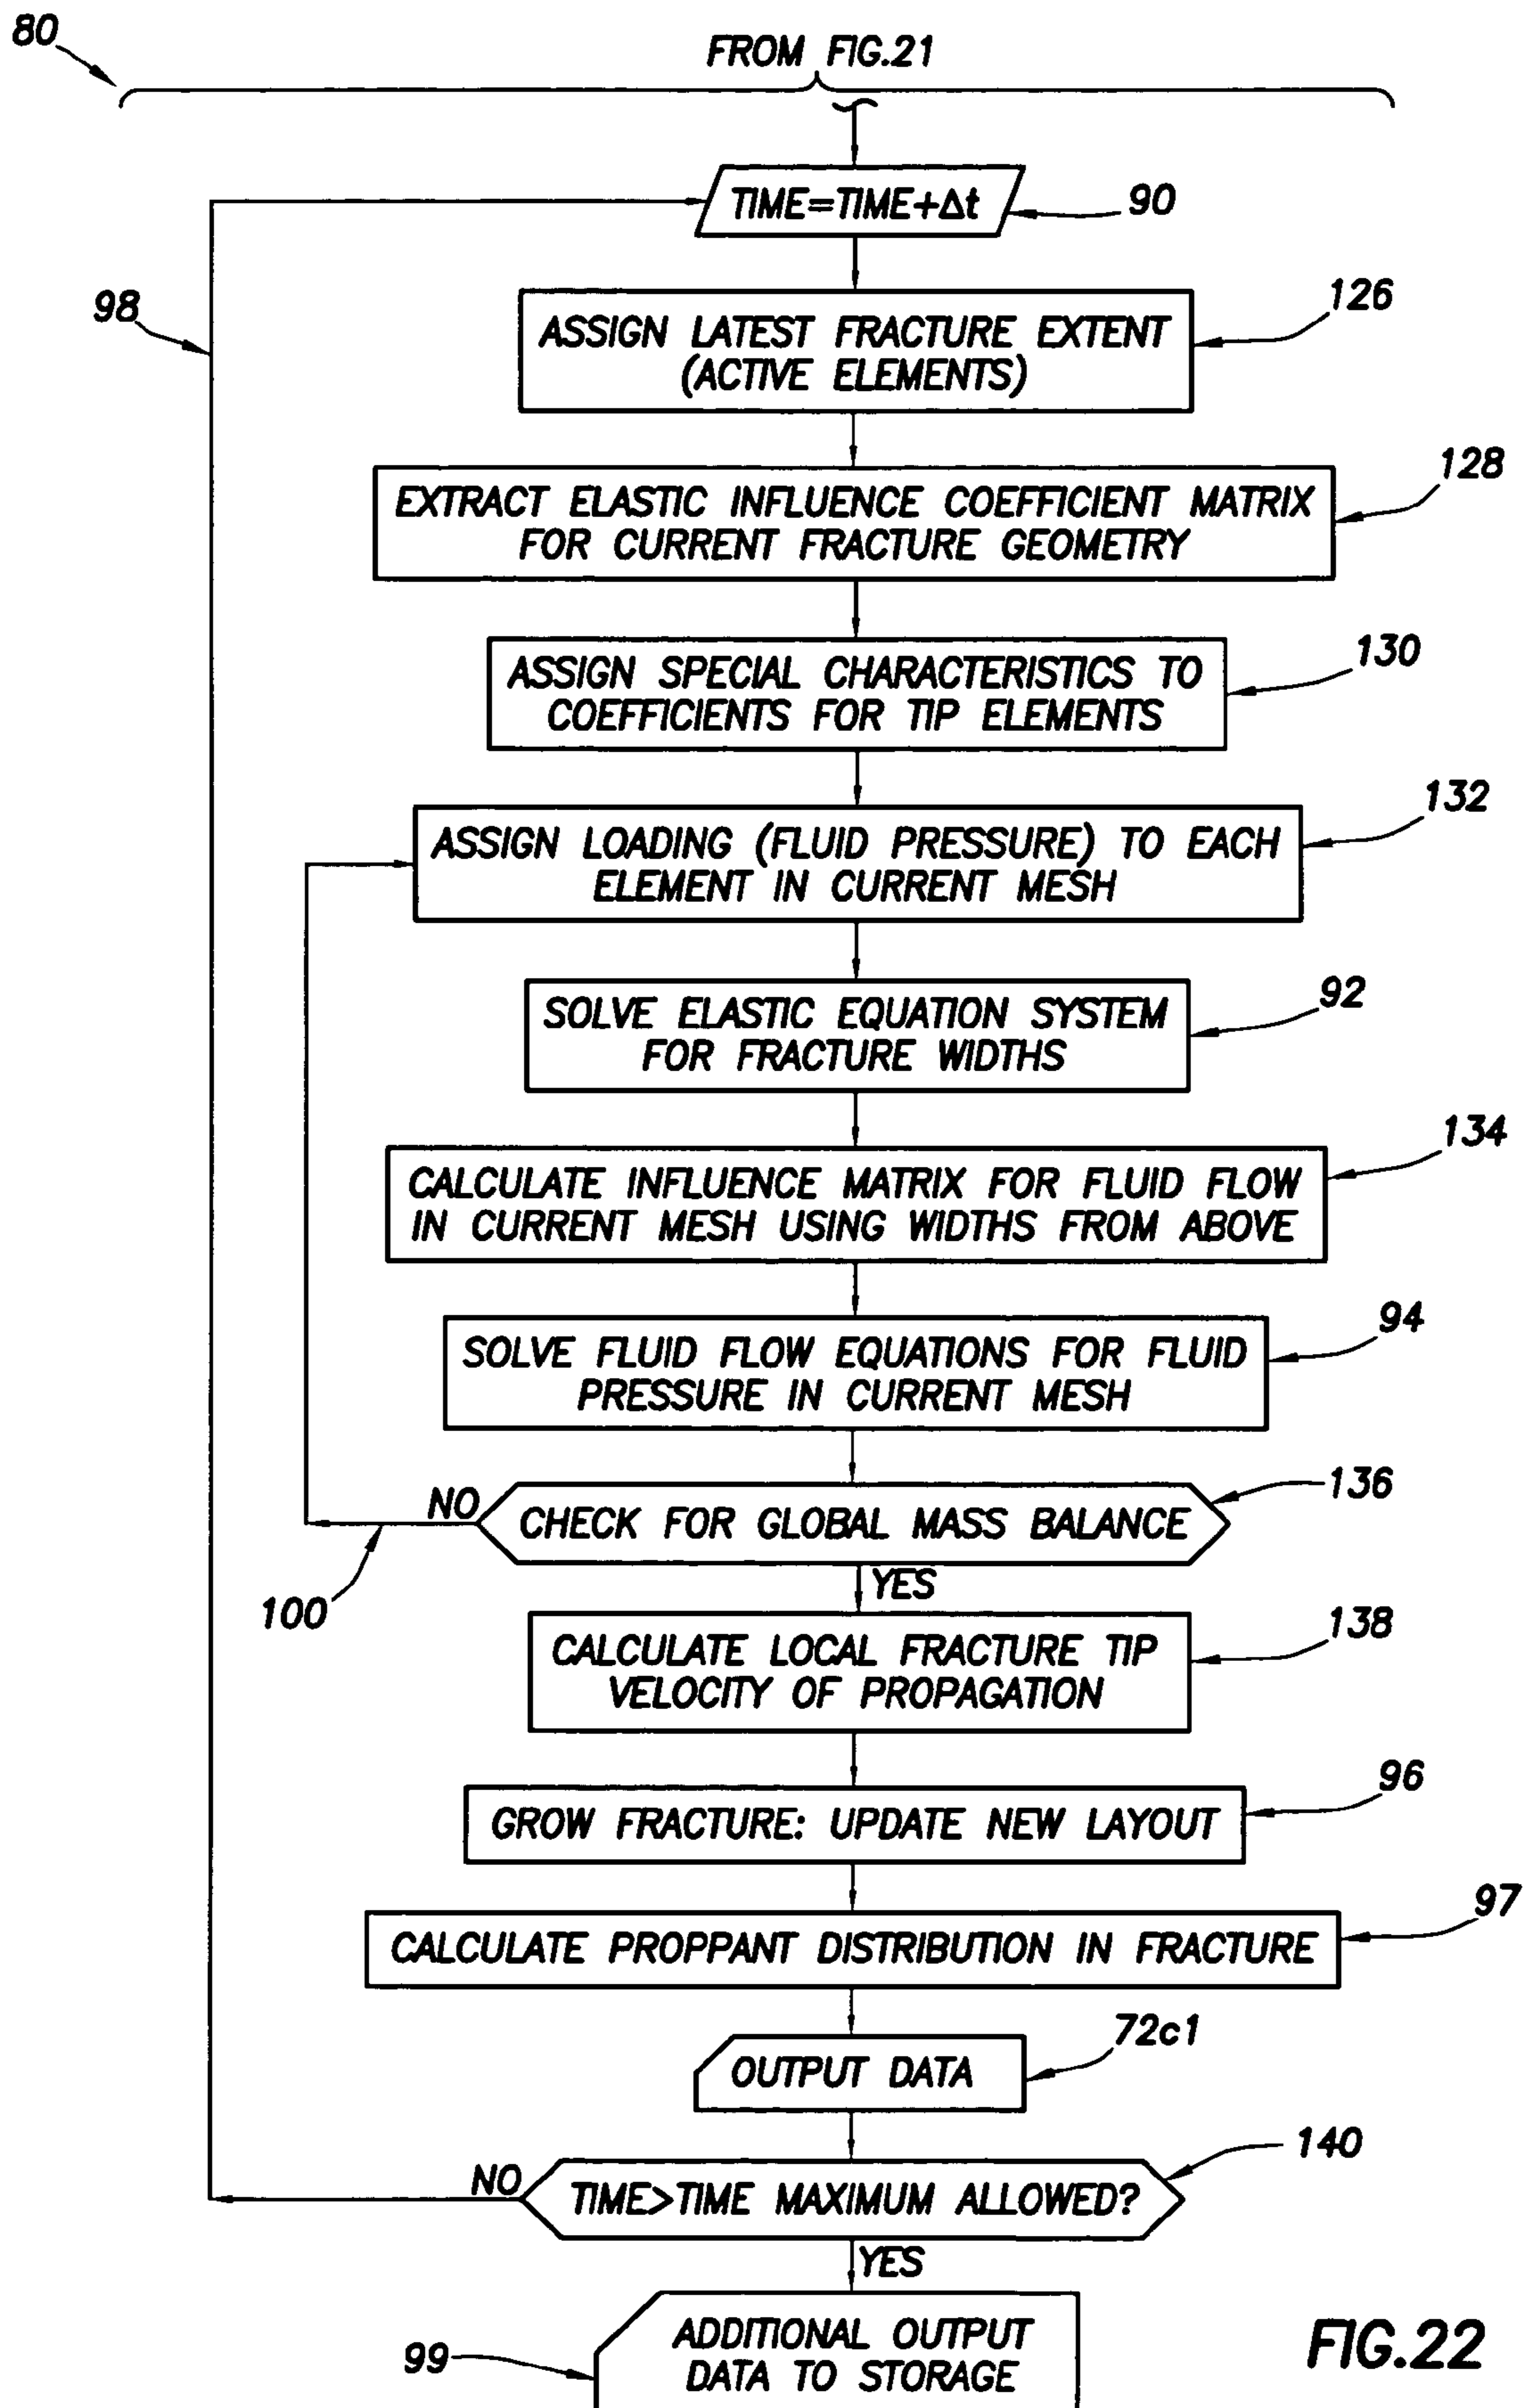 80
FROM FIG.21
TIME=TIME+Δt
90
98
126
ASSIGN LATEST FRACTURE EXTENT
(ACTIVE ELEMENTS)
128
EXTRACT ELASTIC INFLUENCE COEFFICIENT MATRIX
FOR CURRENT FRACTURE GEOMETRY
130
ASSIGN SPECIAL CHARACTERISTICS TO
COEFFICIENTS FOR TIP ELEMENTS
132
ASSIGN LOADING (FLUID PRESSURE) TO EACH
ELEMENT IN CURRENT MESH
92
SOLVE ELASTIC EQUATION SYSTEM
FOR FRACTURE WIDTHS
134
CALCULATE INFLUENCE MATRIX FOR FLUID FLOW
IN CURRENT MESH USING WIDTHS FROM ABOVE
94
SOLVE FLUID FLOW EQUATIONS FOR FLUID
PRESSURE IN CURRENT MESH
136
NO
CHECK FOR GLOBAL MASS BALANCE
100
YES
138
CALCULATE LOCAL FRACTURE TIP
VELOCITY OF PROPAGATION
96
GROW FRACTURE: UPDATE NEW LAYOUT
97
CALCULATE PROPPANT DISTRIBUTION IN FRACTURE
72c1
OUTPUT DATA
140
NO
TIME>TIME MAXIMUM ALLOWED?
YES
99
ADDITIONAL OUTPUT
DATA TO STORAGE
FIG.22